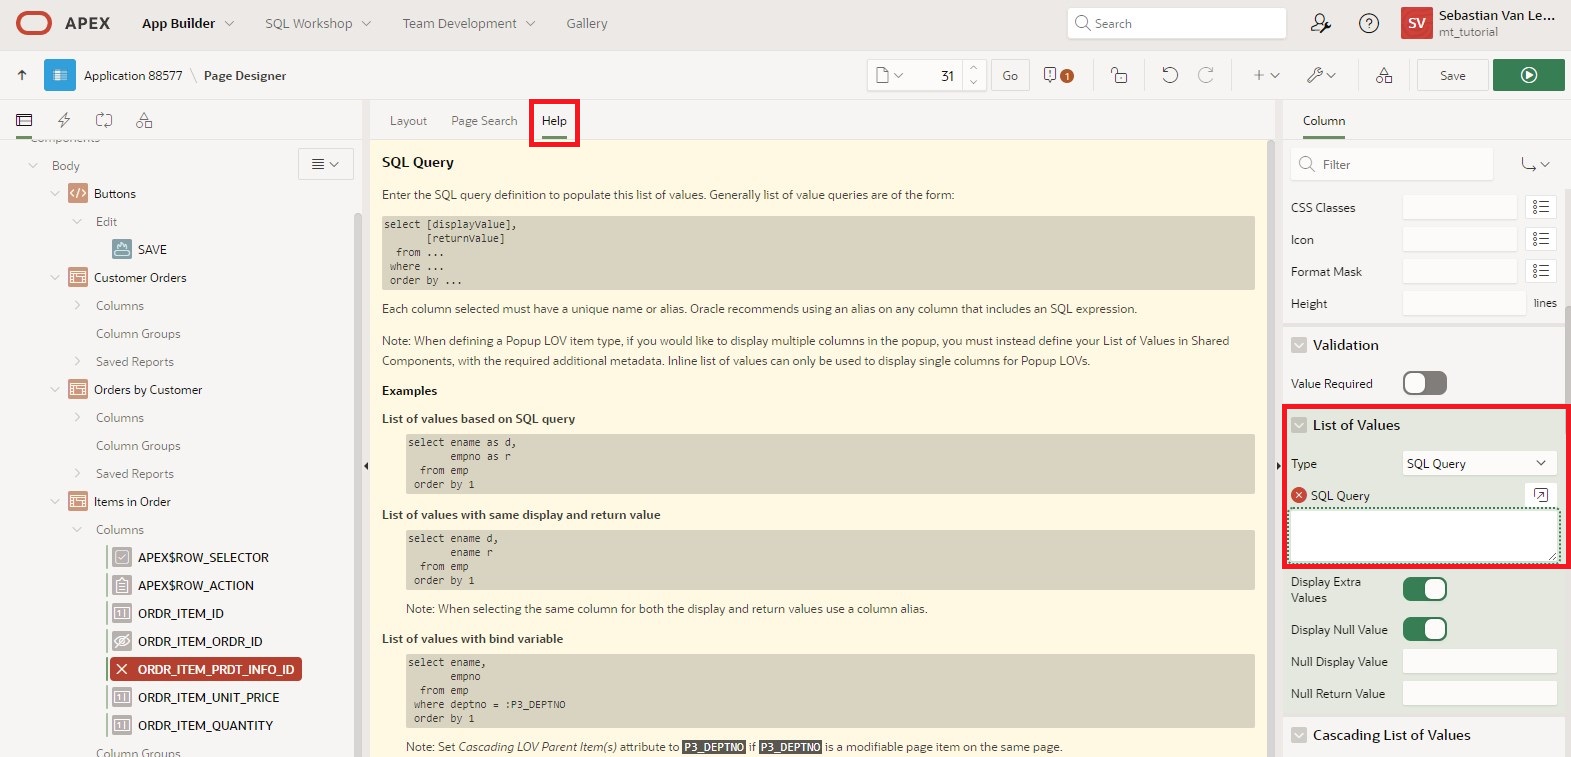 APEX
App Builder
SQL Workshop
Team Development
Gallery
Search
SV
Sebastian Van Le...
mt_tutorial
Application 88577 \ Page Designer
31
Go
1
Save
Components
Body
Buttons
Edit
SAVE
Customer Orders
Columns
Column Groups
Saved Reports
Orders by Customer
Columns
Column Groups
Saved Reports
Items in Order
Columns
APEX$ROW_SELECTOR
APEX$ROW_ACTION
ORDR_ITEM_ID
ORDR_ITEM_ORDR_ID
ORDR_ITEM_PRDT_INFO_ID
ORDR_ITEM_UNIT_PRICE
ORDR_ITEM_QUANTITY
Column Groups
Layout
Page Search
Help
SQL Query
Enter the SQL query definition to populate this list of values. Generally list of value queries are of the form:
select [displayValue],
[returnValue]
from ...
where ...
order by ...
Each column selected must have a unique name or alias. Oracle recommends using an alias on any column that includes an SQL expression.
Note: When defining a Popup LOV item type, if you would like to display multiple columns in the popup, you must instead define your List of Values in Shared
Components, with the required additional metadata. Inline list of values can only be used to display single columns for Popup LOVs.
Examples
List of values based on SQL query
select ename as d,
empno as r
from emp
order by 1
List of values with same display and return value
select ename d,
ename r
from emp
order by 1
Note: When selecting the same column for both the display and return values use a column alias.
List of values with bind variable
select ename,
empno
from emp
where deptno = :P3_DEPTNO
order by 1
Note: Set Cascading LOV Parent Item(s) attribute to P3_DEPTNO if P3_DEPTNO is a modifiable page item on the same page.
Column
Filter
CSS Classes
Icon
Format Mask
Height
lines
Validation
Value Required
List of Values
Type
SQL Query
SQL Query
Display Extra
Values
Display Null Value
Null Display Value
Null Return Value
Cascading List of Values